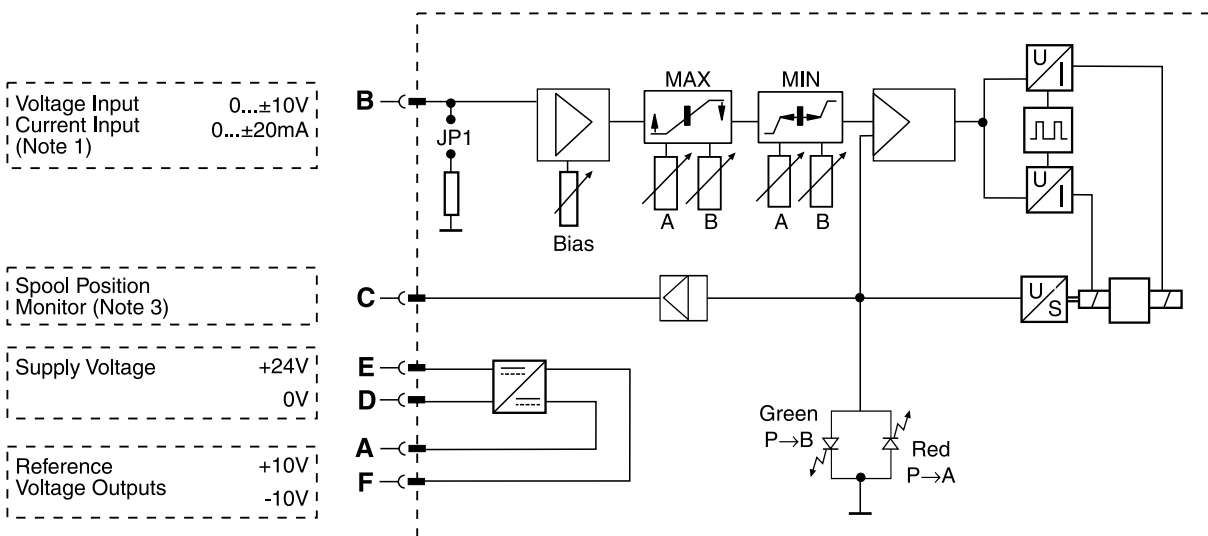 Voltage Input 0...±10V
Current Input 0...±20mA
(Note 1)
B
JP1
Bias
MAX
A B
MIN
A B
U
I
U
I
Spool Position
Monitor (Note 3)
C
U
S
Supply Voltage +24V
0V
E
D
Reference +10V
Voltage Outputs
-10V
A
F
Green
P→B
Red
P→A